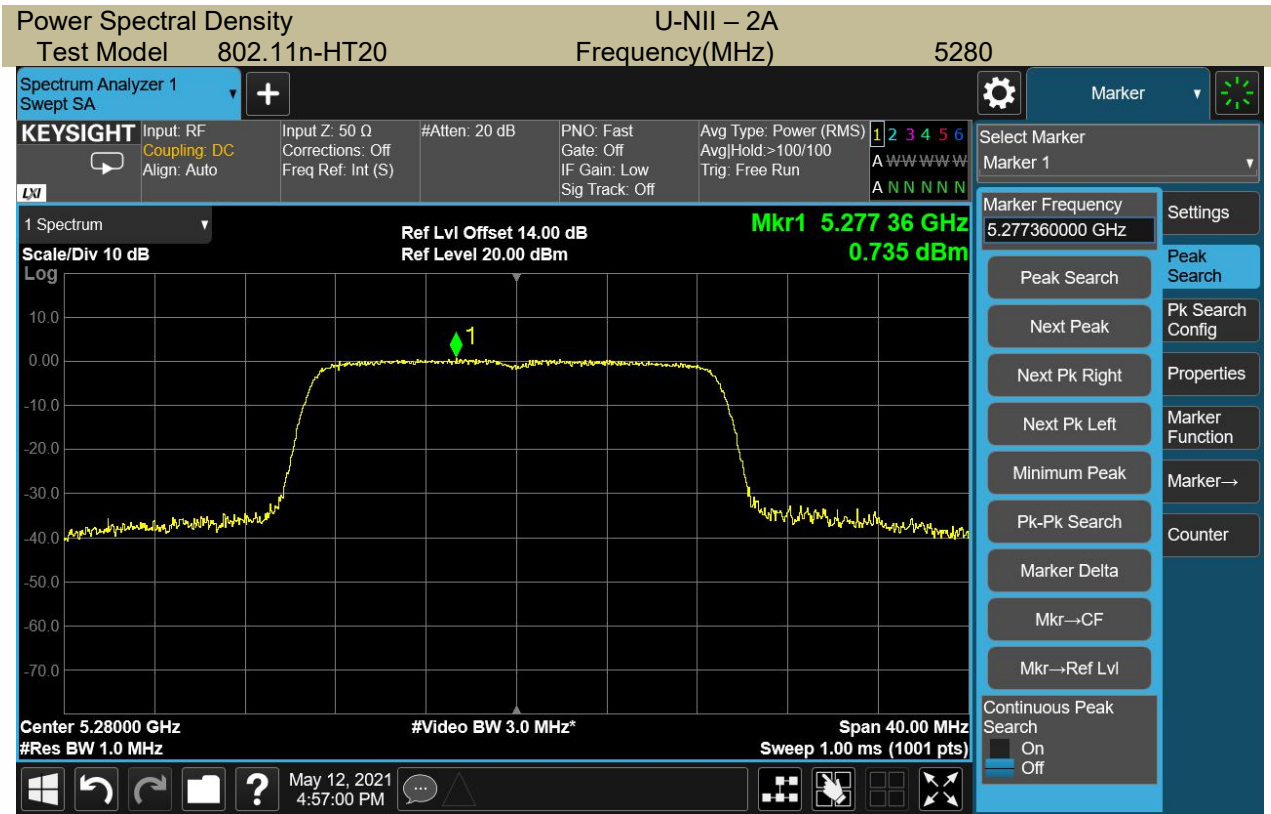 Power Spectral Density U-NII – 2A
Test Model 802.11n-HT20 Frequency(MHz) 5280
Spectrum Analyzer 1
Swept SA
+
Marker
KEYSIGHT
LXI
Input: RF
Coupling: DC
Align: Auto
Input Z: 50 Ω
Corrections: Off
Freq Ref: Int (S)
#Atten: 20 dB
PNO: Fast
Gate: Off
IF Gain: Low
Sig Track: Off
Avg Type: Power (RMS)
Avg|Hold:>100/100
Trig: Free Run
1 2 3 4 5 6
A W W W W W
A N N N N N
Select Marker
Marker 1
1 Spectrum
Scale/Div 10 dB
Ref Lvl Offset 14.00 dB
Ref Level 20.00 dBm
Mkr1 5.277 36 GHz
0.735 dBm
Log
10.0
0.00
-10.0
-20.0
-30.0
-40.0
-50.0
-60.0
-70.0
1
Center 5.28000 GHz
#Res BW 1.0 MHz
#Video BW 3.0 MHz*
Span 40.00 MHz
Sweep 1.00 ms (1001 pts)
Marker Frequency
5.277360000 GHz
Peak Search
Next Peak
Next Pk Right
Next Pk Left
Minimum Peak
Pk-Pk Search
Marker Delta
Mkr→CF
Mkr→Ref Lvl
Continuous Peak
Search
On
Off
Settings
Peak
Search
Pk Search
Config
Properties
Marker
Function
Marker→
Counter
?
May 12, 2021
4:57:00 PM